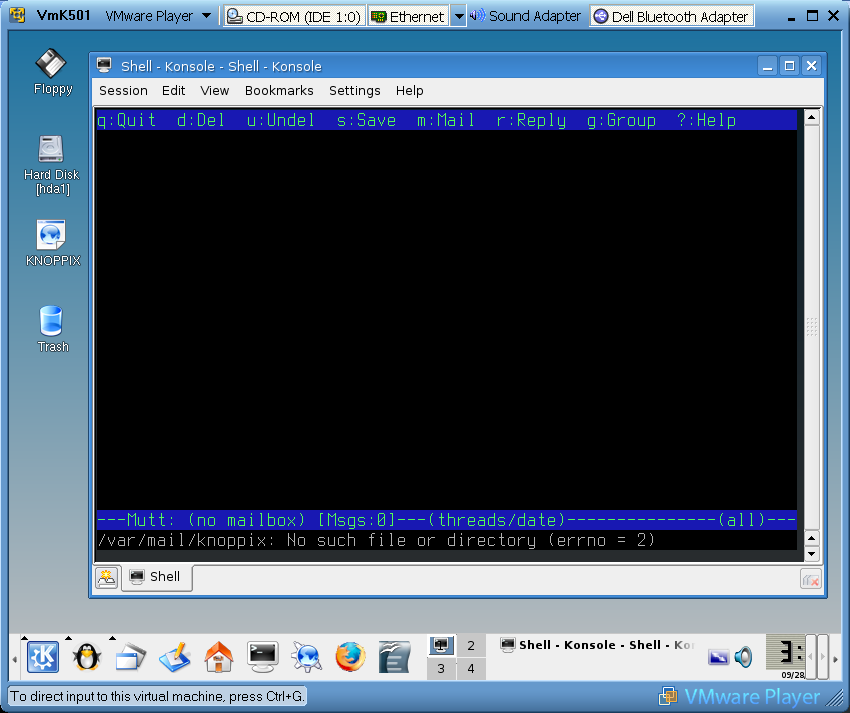 VmK501 VMware Player CD-ROM (IDE 1:0) Ethernet Sound Adapter Dell Bluetooth Adapter
Floppy
Hard Disk
[hda1]
KNOPPIX
Trash
Shell - Konsole - Shell - Konsole
Session Edit View Bookmarks Settings Help
q:Quit d:Del u:Undel s:Save m:Mail r:Reply g:Group ?:Help
---Mutt: (no mailbox) [Msgs:0]---(threads/date)---------------(all)---
/var/mail/knoppix: No such file or directory (errno = 2)
Shell
2
3 4
Shell - Konsole - Shell - Kon
3:
09/28
To direct input to this virtual machine, press Ctrl+G.
VMware Player